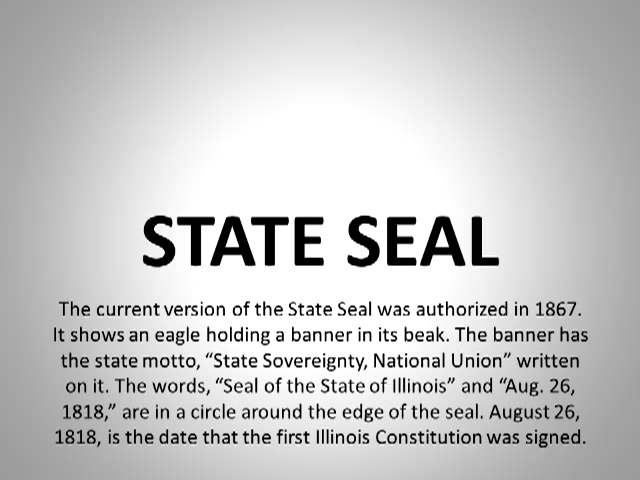 STATE SEAL
The current version of the State Seal was authorized in 1867.
It shows an eagle holding a banner in its beak. The banner has
the state motto, “State Sovereignty, National Union” written
on it. The words, “Seal of the State of Illinois” and “Aug. 26,
1818,” are in a circle around the edge of the seal. August 26,
1818, is the date that the first Illinois Constitution was signed.